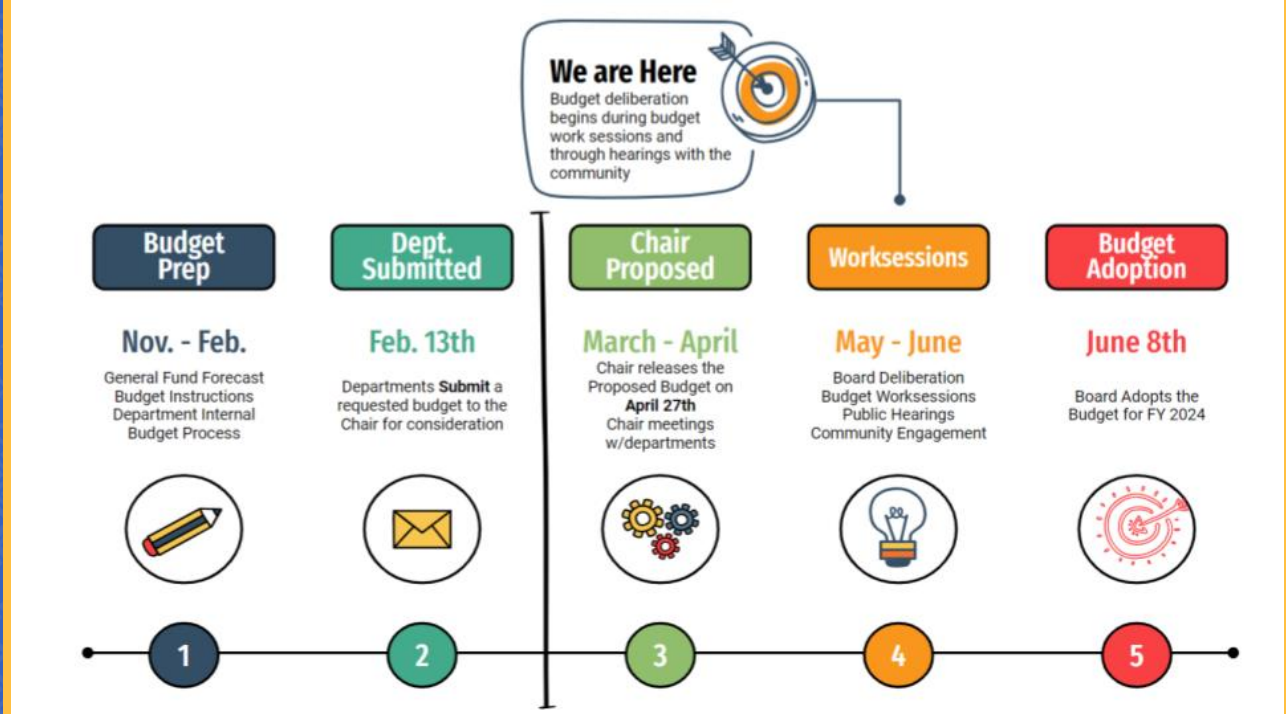 We are Here
Budget deliberation
begins during budget
work sessions and
through hearings with the
community
Budget
Prep
Nov. - Feb.
General Fund Forecast
Budget Instructions
Department Internal
Budget Process
1
Dept.
Submitted
Feb. 13th
Departments Submit a
requested budget to the
Chair for consideration
2
Chair
Proposed
March - April
Chair releases the
Proposed Budget on
April 27th
Chair meetings
w/departments
3
Worksessions
May - June
Board Deliberation
Budget Worksessions
Public Hearings
Community Engagement
4
Budget
Adoption
June 8th
Board Adopts the
Budget for FY 2024
5